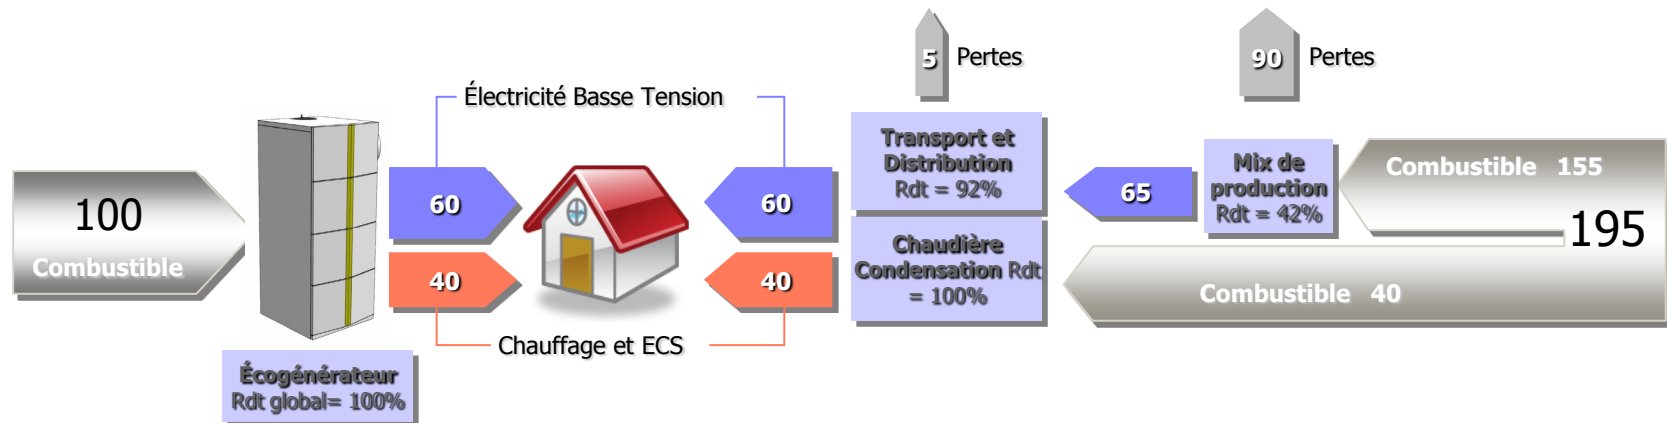 5 Pertes
90 Pertes
Électricité Basse Tension
100
Combustible
60
40
60
40
Transport et
Distribution
Rdt = 92%
Chaudière
Condensation Rdt
= 100%
65
Mix de
production
Rdt = 42%
Combustible 155
195
Combustible 40
Chauffage et ECS
Écogénérateur
Rdt global= 100%